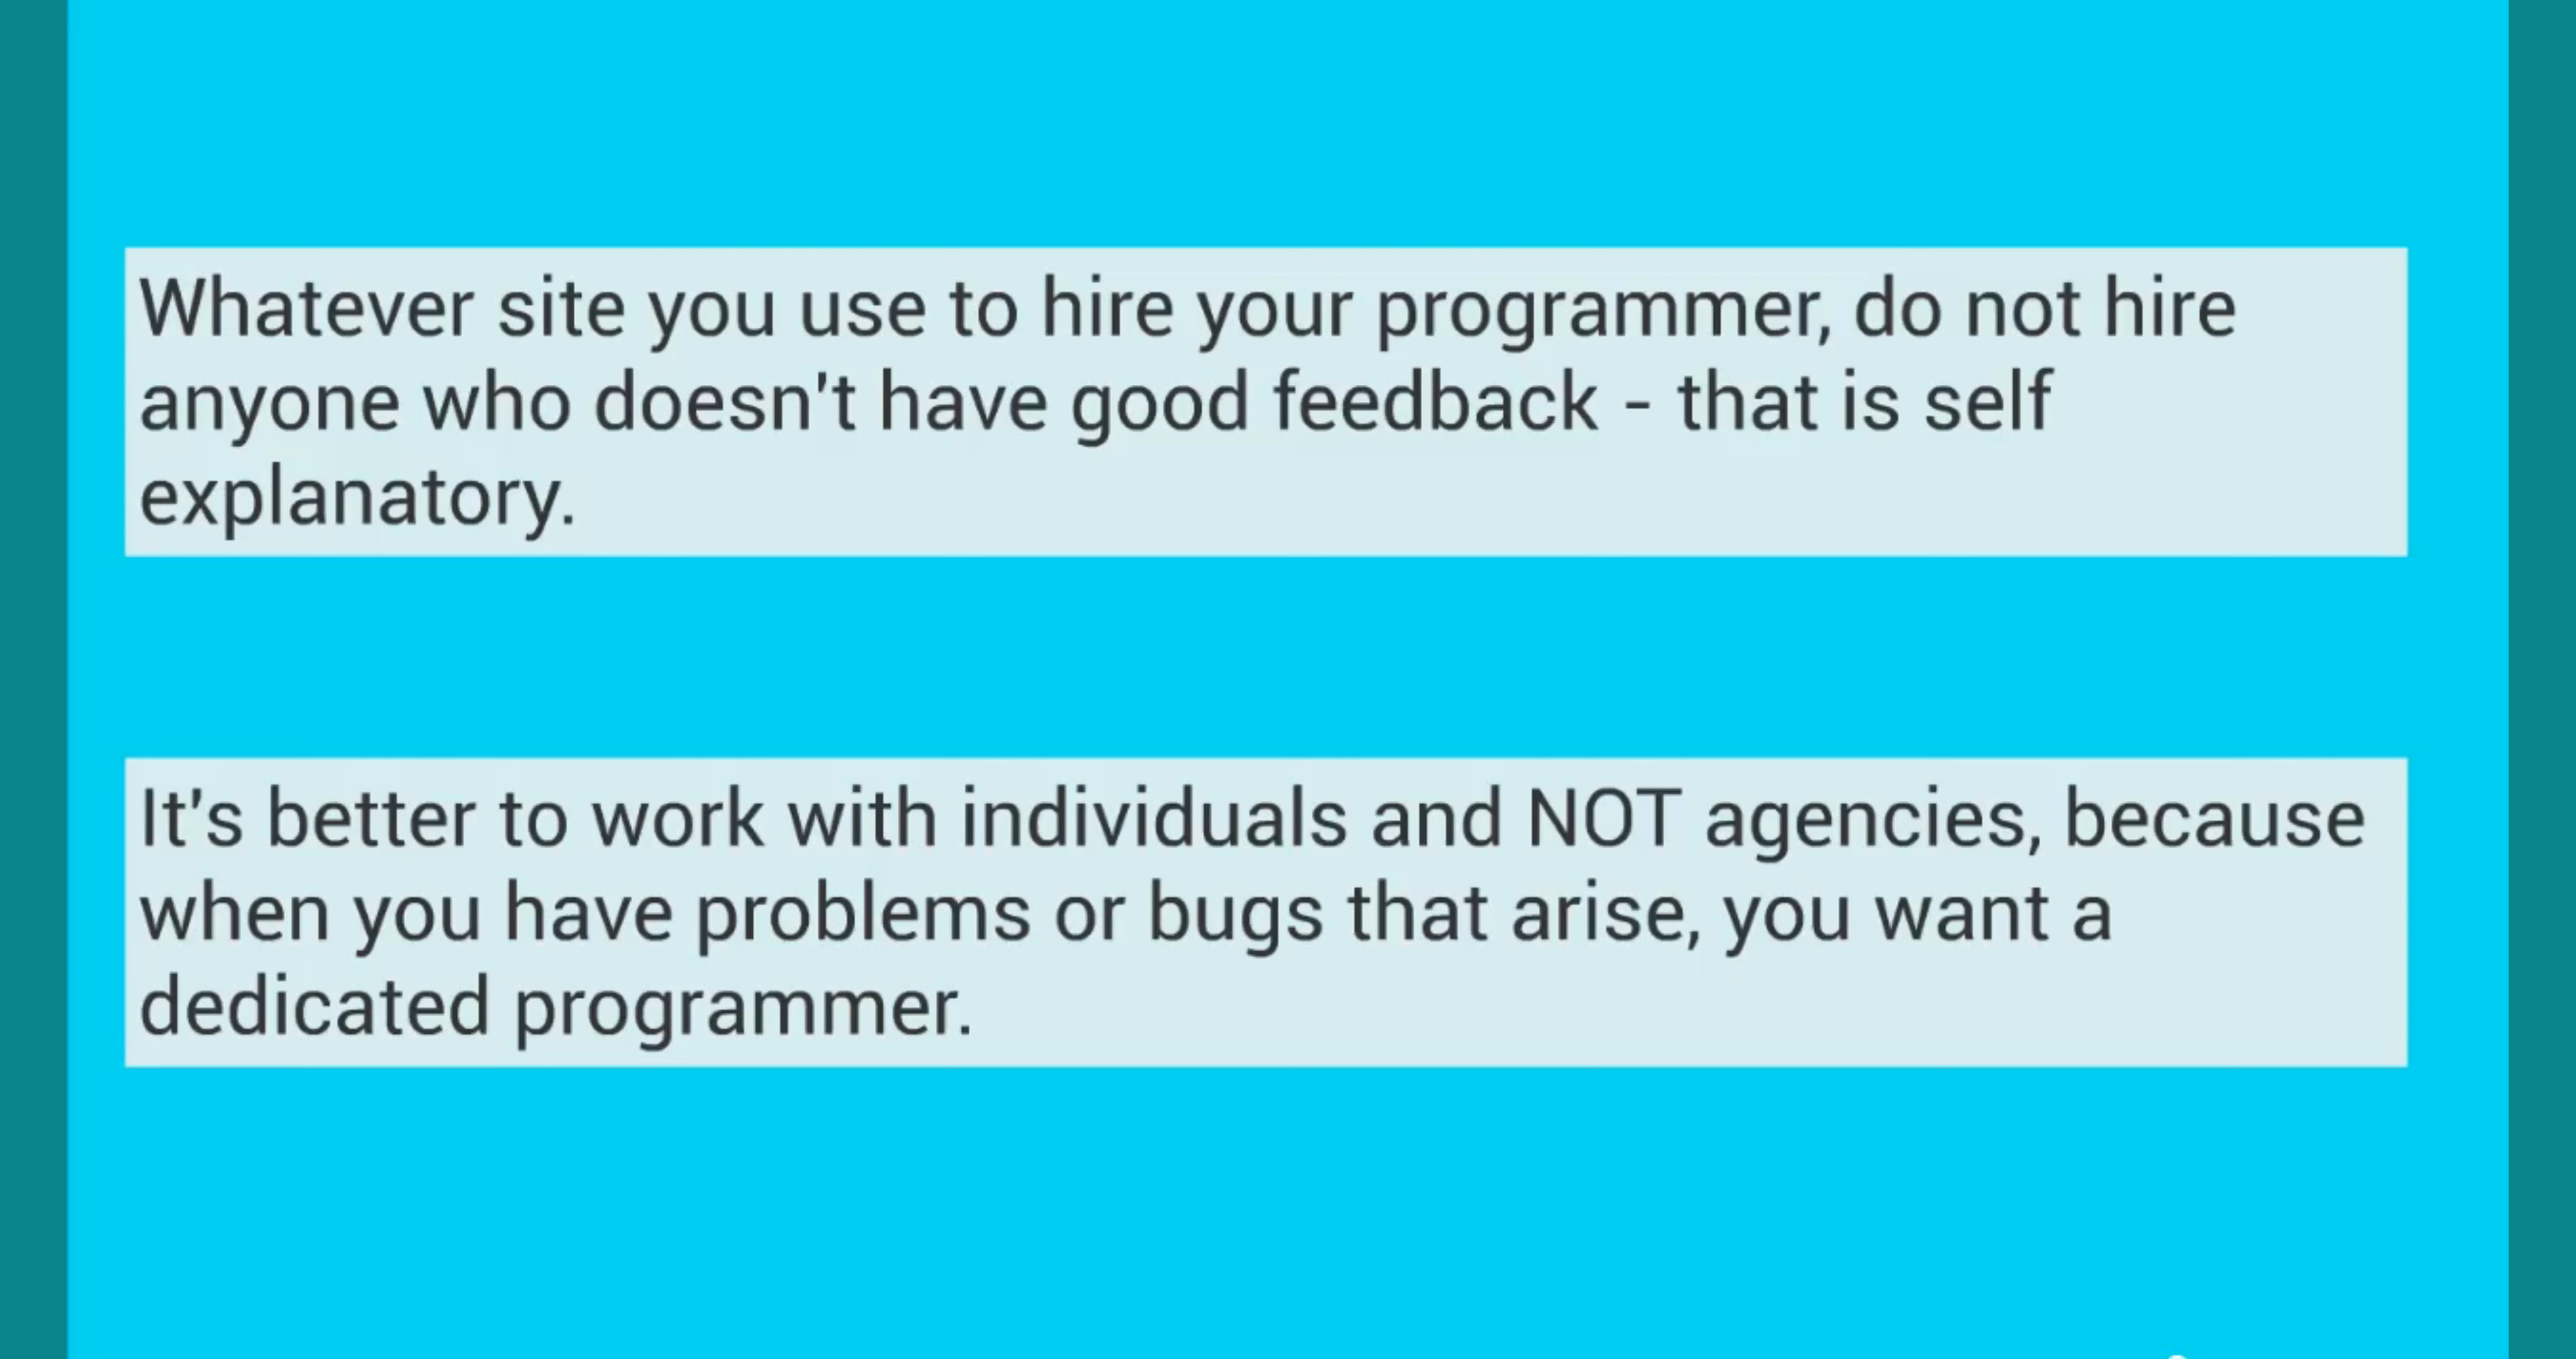 Whatever site you use to hire your programmer, do not hire
anyone who doesn't have good feedback - that is self
explanatory.
It's better to work with individuals and NOT agencies, because
when you have problems or bugs that arise, you want a
dedicated programmer.